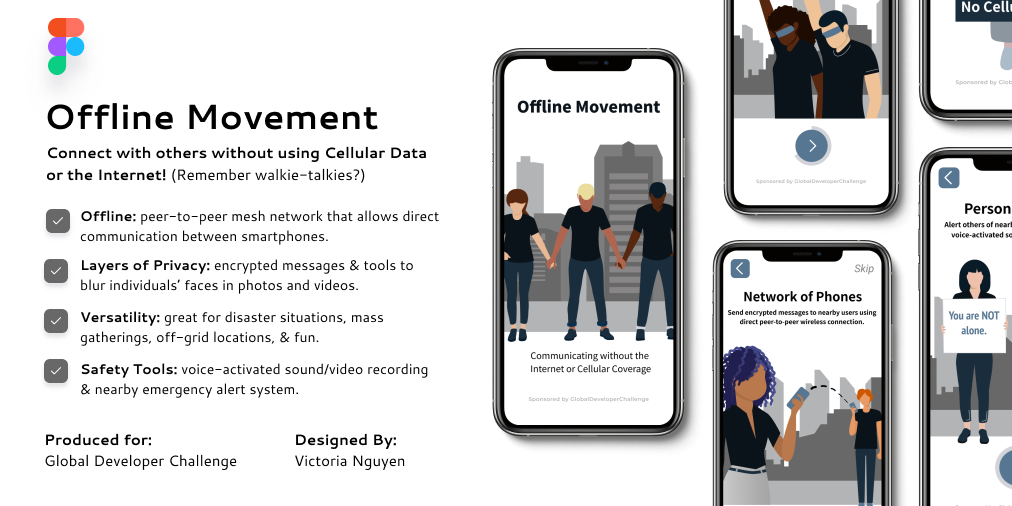 Offline Movement
Connect with others without using Cellular Data
or the Internet! (Remember walkie-talkies?)
Offline: peer-to-peer mesh network that allows direct
communication between smartphones.
Layers of Privacy: encrypted messages & tools to
blur individuals’ faces in photos and videos.
Versatility: great for disaster situations, mass
gatherings, off-grid locations, & fun.
Safety Tools: voice-activated sound/video recording
& nearby emergency alert system.
Produced for:
Global Developer Challenge
Designed By:
Victoria Nguyen
Offline Movement
Communicating without the
Internet or Cellular Coverage
Sponsored by GlobalDeveloperChallenge
Sponsored by GlobalDeveloperChallenge
Skip
Network of Phones
Send encrypted messages to nearby users using
direct peer-to-peer wireless connection.
No Cellu
Sponsored by Glob
Person
Alert others of nearb
voice-activated so
You are NOT
alone.